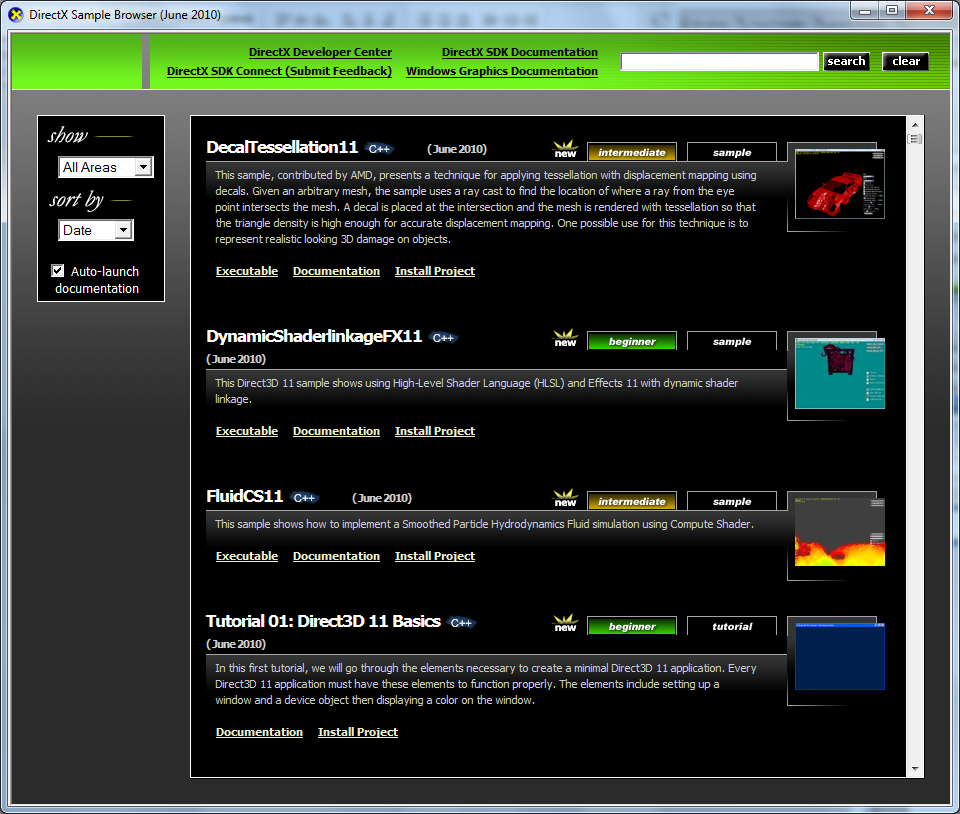 DirectX Sample Browser (June 2010)
DirectX Developer Center
DirectX SDK Documentation
DirectX SDK Connect (Submit Feedback)
Windows Graphics Documentation
search
clear
show
All Areas
sort by
Date
Auto-launch
documentation
DecalTessellation11 C++ (June 2010) new intermediate sample
This sample, contributed by AMD, presents a technique for applying tessellation with displacement mapping using
decals. Given an arbitrary mesh, the sample uses a ray cast to find the location of where a ray from the eye
point intersects the mesh. A decal is placed at the intersection and the mesh is rendered with tessellation so that
the triangle density is high enough for accurate displacement mapping. One possible use for this technique is to
represent realistic looking 3D damage on objects.
Executable Documentation Install Project
DynamicShaderlinkageFX11 C++ new beginner sample
(June 2010)
This Direct3D 11 sample shows using High-Level Shader Language (HLSL) and Effects 11 with dynamic shader
linkage.
Executable Documentation Install Project
FluidCS11 C++ (June 2010) new intermediate sample
This sample shows how to implement a Smoothed Particle Hydrodynamics Fluid simulation using Compute Shader.
Executable Documentation Install Project
Tutorial 01: Direct3D 11 Basics C++ new beginner tutorial
(June 2010)
In this first tutorial, we will go through the elements necessary to create a minimal Direct3D 11 application. Every
Direct3D 11 application must have these elements to function properly. The elements include setting up a
window and a device object then displaying a color on the window.
Documentation Install Project